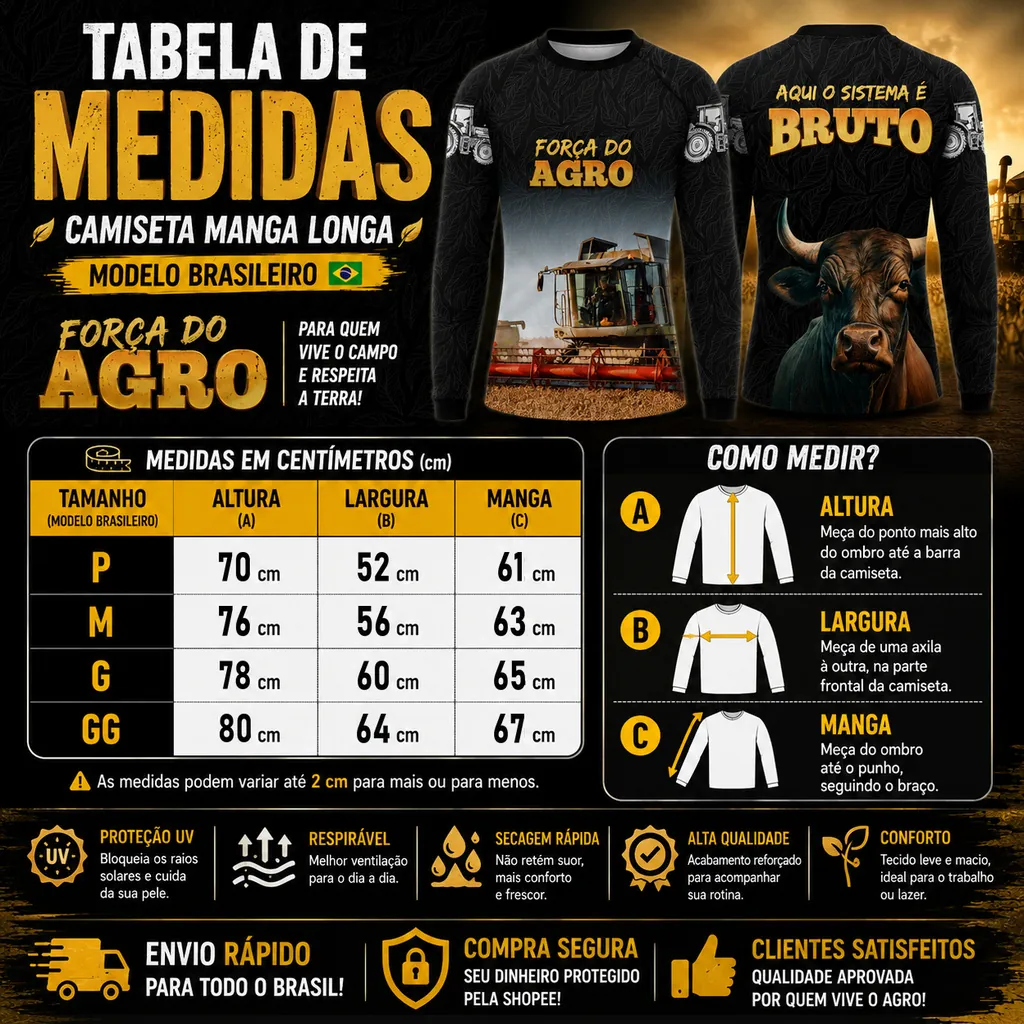 TABELA DE
MEDIDAS
CAMISETA MANGA LONGA
MODELO BRASILEIRO
FORÇA DO
AGRO
PARA QUEM
VIVE O CAMPO
E RESPEITA
A TERRA!
FORÇA DO
AGRO
AQUI O SISTEMA É
BRUTO
MEDIDAS EM CENTÍMETROS (cm)
TAMANHO (MODELO BRASILEIRO) ALTURA (A) LARGURA (B) MANGA (C)
P 70 cm 52 cm 61 cm
M 76 cm 56 cm 63 cm
G 78 cm 60 cm 65 cm
GG 80 cm 64 cm 67 cm
As medidas podem variar até 2 cm para mais ou para menos.
COMO MEDIR?
A
ALTURA
Meça do ponto mais alto
do ombro até a barra
da camiseta.
B
LARGURA
Meça de uma axila
à outra, na parte
frontal da camiseta.
C
MANGA
Meça do ombro
até o punho,
seguindo o braço.
UV
PROTEÇÃO UV
Bloqueia os raios
solares e cuida
da sua pele.
RESPIRÁVEL
Melhor ventilação
para o dia a dia.
SECAGEM RÁPIDA
Não retém suor,
mais conforto
e frescor.
ALTA QUALIDADE
Acabamento reforçado
para acompanhar
sua rotina.
CONFORTO
Tecido leve e macio,
ideal para o trabalho
ou lazer.
ENVIO RÁPIDO
PARA TODO O BRASIL!
COMPRA SEGURA
SEU DINHEIRO PROTEGIDO
PELA SHOPEE!
CLIENTES SATISFEITOS
QUALIDADE APROVADA
POR QUEM VIVE O AGRO!